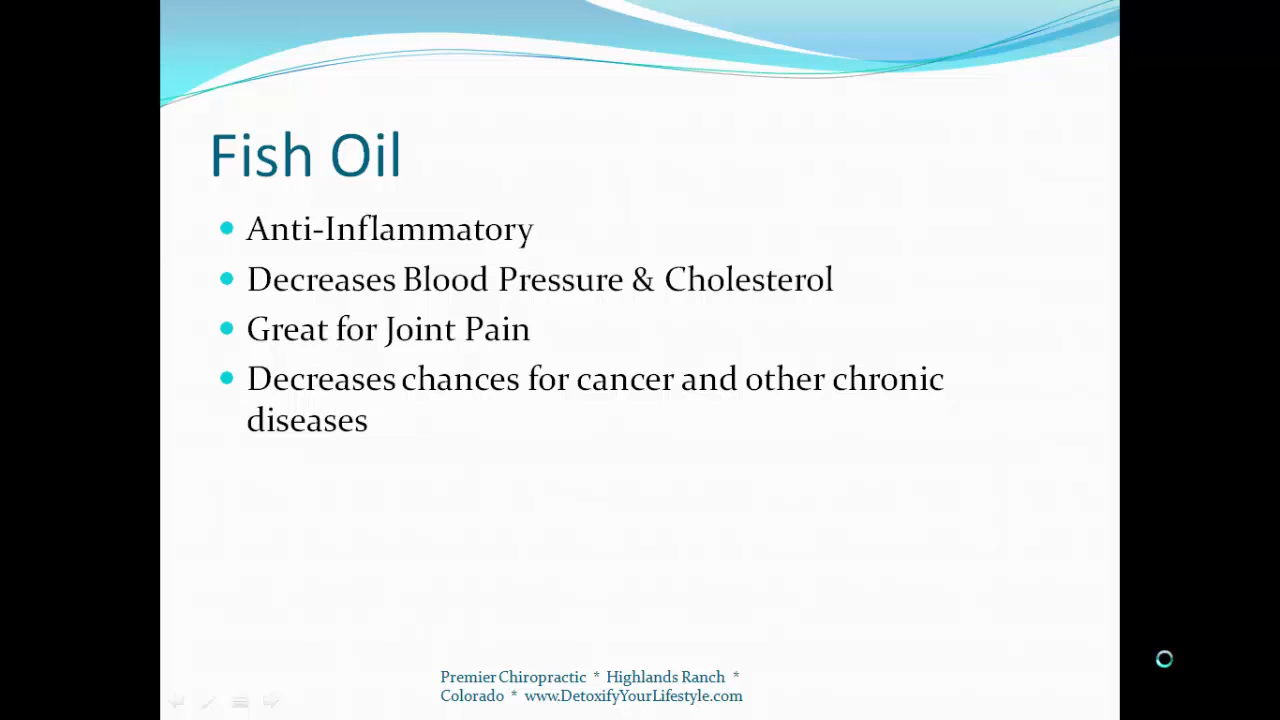 Fish Oil
Anti-Inflammatory
Decreases Blood Pressure & Cholesterol
Great for Joint Pain
Decreases chances for cancer and other chronic
diseases
Premier Chiropractic * Highlands Ranch *
Colorado * www.DetoxifyYourLifestyle.com